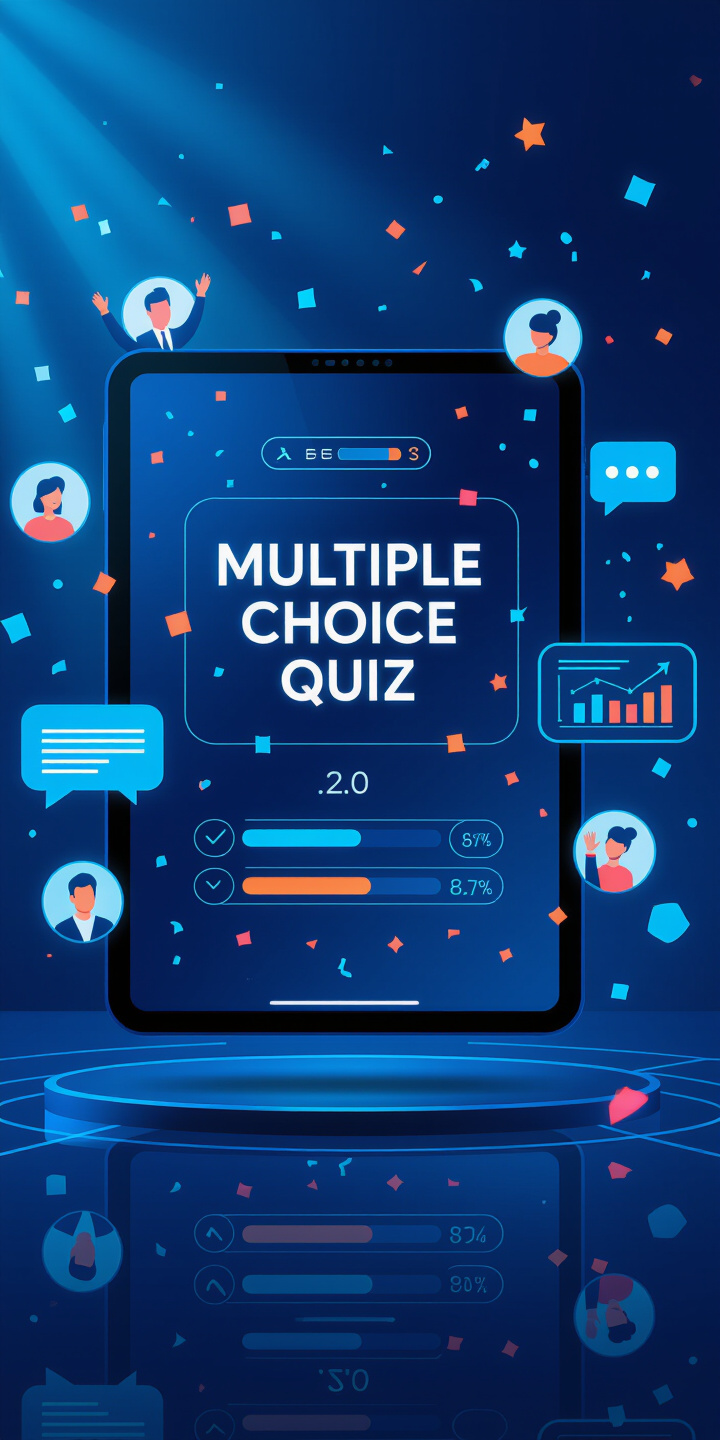 MULTIPLE
CHOICE
QUIZ
.2.0
8.7%